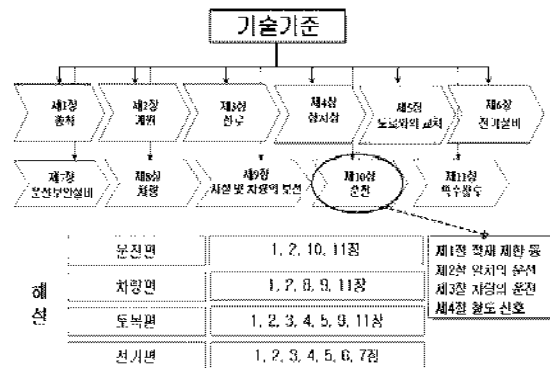 기술기준
제1장
총칙
제2장
계원
제3장
선로
제4장
정차장
제5장
도로와의 교차
제6장
전기설비
제7장
운전보안설비
제8장
차량
제9장
시설 및 차량의 보전
제10장
운전
제11장
특수철도
해설
운전편 1, 2, 10, 11장
차량편 1, 2, 8, 9, 11장
토목편 1, 2, 3, 4, 5, 9, 11장
전기편 1, 2, 3, 4, 5, 6, 7장
제1절 적재 제한 등
제2절 열차의 운전
제3절 차량의 운전
제4절 철도 신호